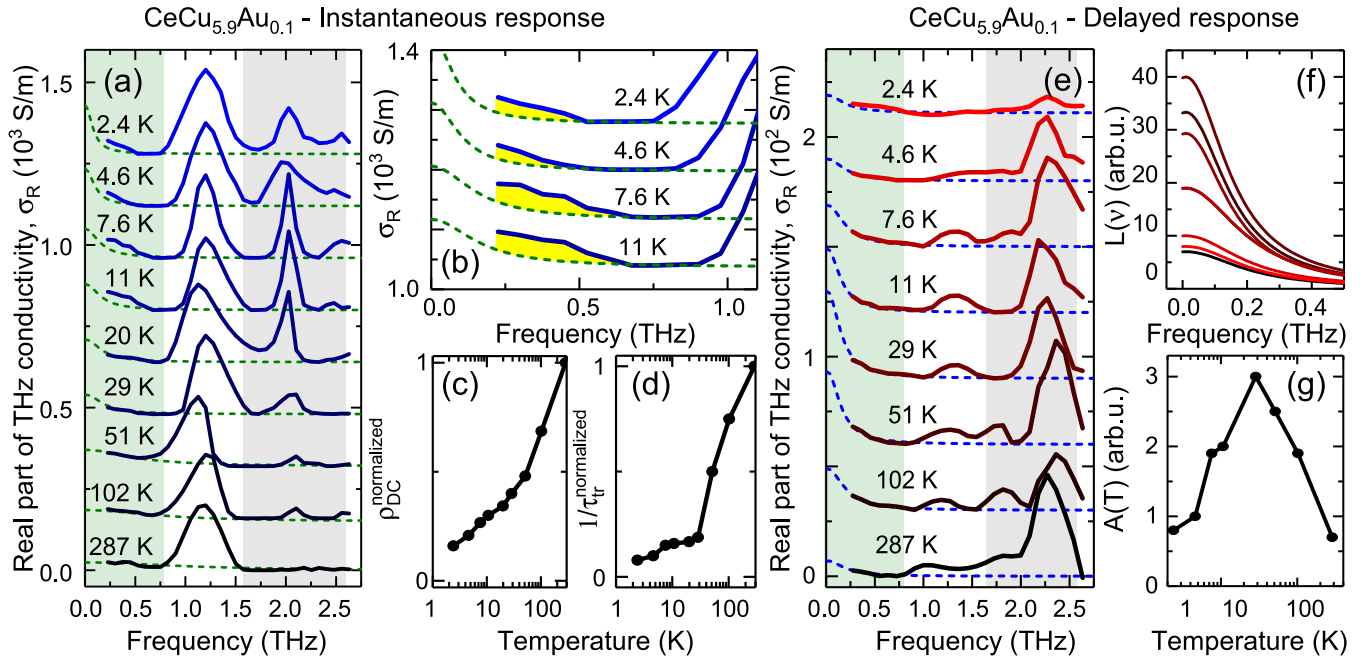 CeCu5.9Au0.1 - Instantaneous response
CeCu5.9Au0.1 - Delayed response
(a)
Real part of THz conductivity, σR (10³ S/m)
1.5
1.0
0.5
0.0
2.4 K
4.6 K
7.6 K
11 K
20 K
29 K
51 K
102 K
287 K
0.0 0.5 1.0 1.5 2.0 2.5
Frequency (THz)
(b)
σR (10³ S/m)
1.4
1.0
2.4 K
4.6 K
7.6 K
11 K
0.0 0.5 1.0
Frequency (THz)
(c)
ρDC^normalized
1
0
1 10 100
(d)
1/τtr^normalized
1
0
1 10 100
Temperature (K)
(e)
Real part of THz conductivity, σR (10² S/m)
2
1
0
2.4 K
4.6 K
7.6 K
11 K
29 K
51 K
102 K
287 K
0.0 0.5 1.0 1.5 2.0 2.5
Frequency (THz)
(f)
L(ν) (arb.u.)
40
30
20
10
0
0.0 0.2 0.4
Frequency (THz)
(g)
A(T) (arb.u.)
3
2
1
0
1 10 100
Temperature (K)